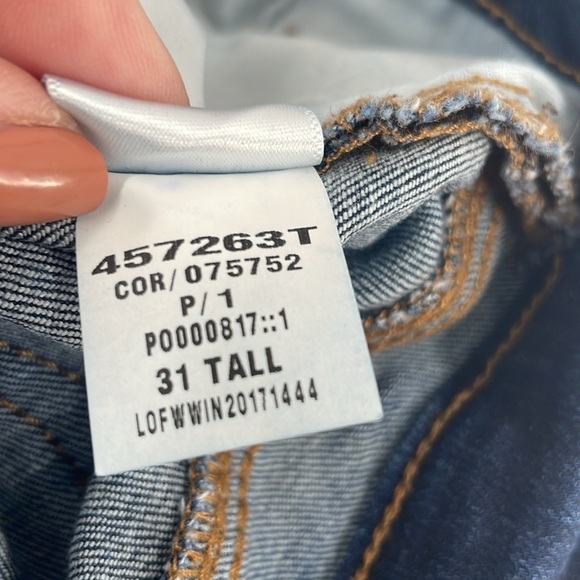 457263T
COR/075752
P/1
P0000817::1
31 TALL
LOFWWIN20171444